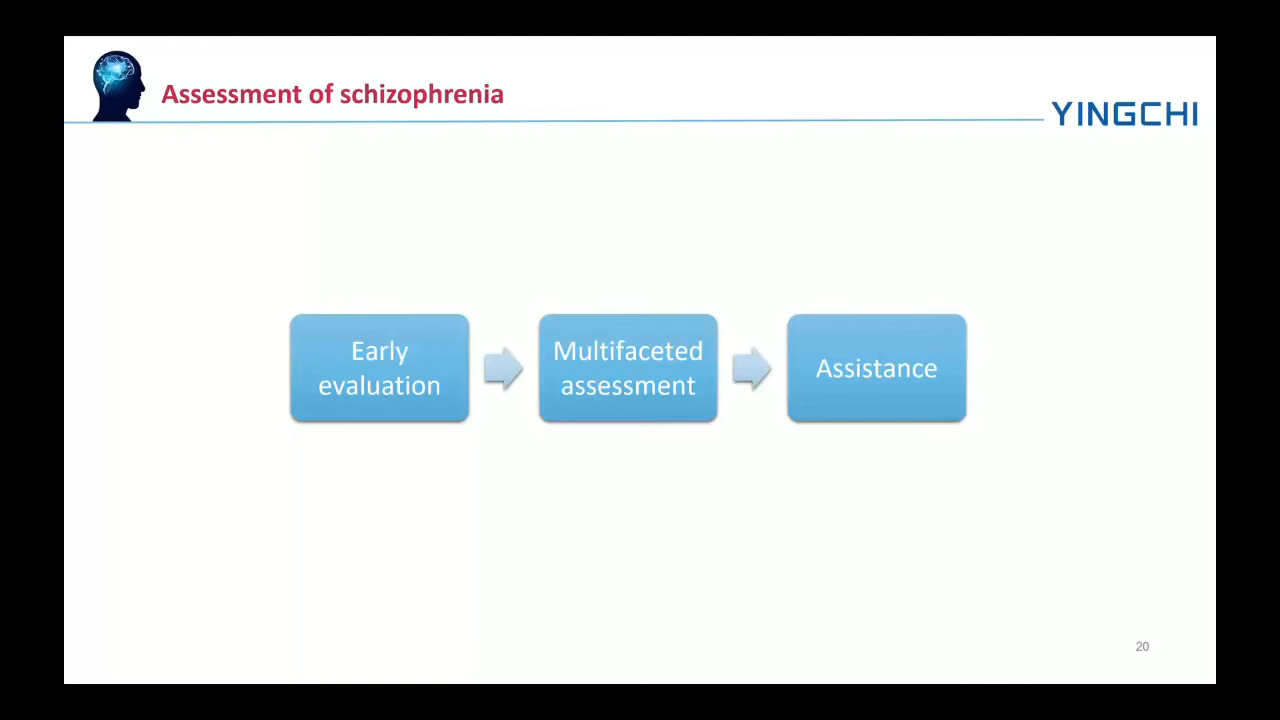 Assessment of schizophrenia
YINGCHI
Early
evaluation
Multifaceted
assessment
Assistance
20